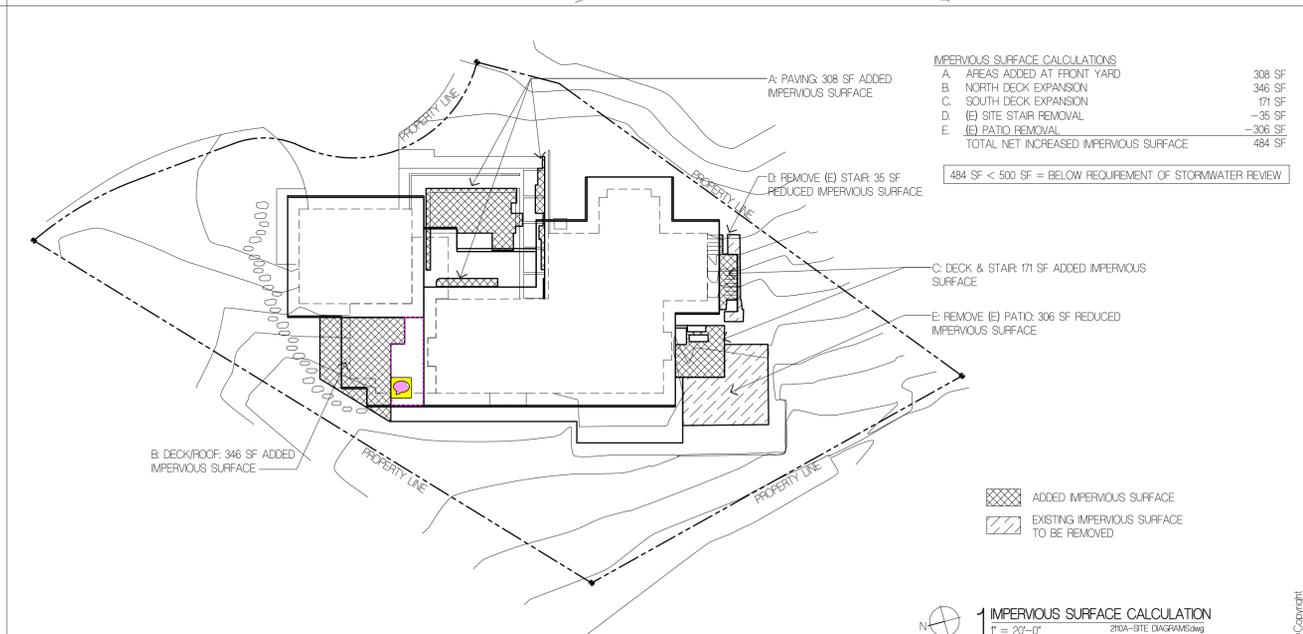 IMPERVIOUS SURFACE CALCULATIONS
A. AREAS ADDED AT FRONT YARD 308 SF
B. NORTH DECK EXPANSION 346 SF
C. SOUTH DECK EXPANSION 171 SF
D. (E) SITE STAIR REMOVAL -35 SF
E. (E) PATIO REMOVAL -306 SF
TOTAL NET INCREASED IMPERVIOUS SURFACE 484 SF
484 SF < 500 SF = BELOW REQUIREMENT OF STORMWATER REVIEW
A: PAVING: 308 SF ADDED
IMPERVIOUS SURFACE
PROPERTY LINE
PROPERTY LINE
D: REMOVE (E) STAIR: 35 SF
REDUCED IMPERVIOUS SURFACE
C: DECK & STAIR: 171 SF ADDED IMPERVIOUS
SURFACE
E: REMOVE (E) PATIO: 306 SF REDUCED
IMPERVIOUS SURFACE
B: DECK/ROOF: 346 SF ADDED
IMPERVIOUS SURFACE
PROPERTY LINE
PROPERTY LINE
ADDED IMPERVIOUS SURFACE
EXISTING IMPERVIOUS SURFACE
TO BE REMOVED
N
1 IMPERVIOUS SURFACE CALCULATION
1" = 20'-0" 2110A-SITE DIAGRAMS.dwg
Copyright